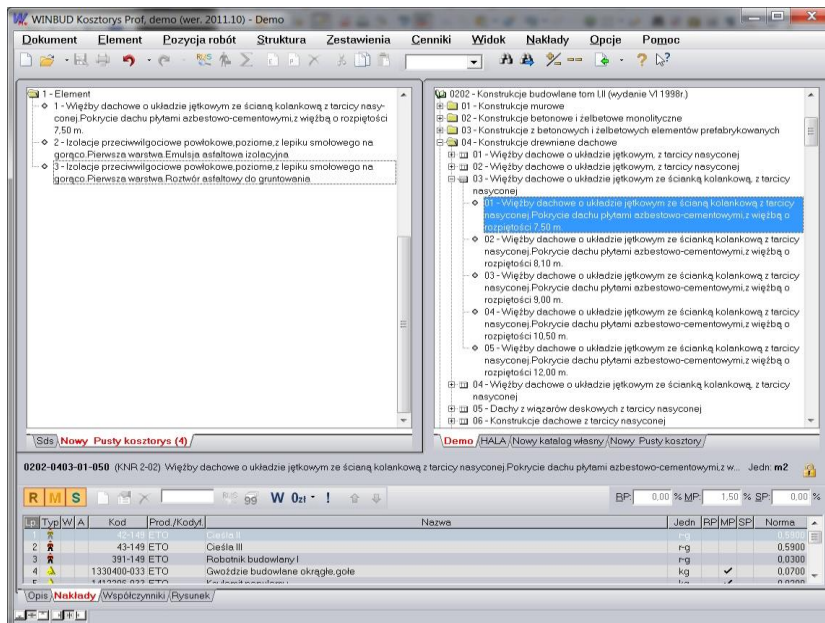 WINBUD Kosztorys Prof, demo (wer. 2011.10) - Demo
Dokument Element Pozycja robót Struktura Zestawienia Cenniki Widok Nakłady Opcje Pomoc
1 - Element
1 - Więźby dachowe o układzie jętkowym ze ścianą kolankową z tarcicy nasy-
conej.Pokrycie dachu płytami azbestowo-cementowymi,z więźbą o rozpiętości
7,50 m.
2 - Izolacje przeciwwilgociowe powłokowe,poziome,z lepiku smołowego na
gorąco.Pierwsza warstwa.Emulsja asfaltowa izolacyjna
3 - Izolacje przeciwwilgociowe powłokowe,poziome,z lepiku smołowego na
gorąco.Pierwsza warstwa.Roztwór asfaltowy do gruntowania
Sds Nowy Pusty kosztorys (4)
0202 - Konstrukcje budowlane tom I,II (wydanie VI 1998r.)
01 - Konstrukcje murowe
02 - Konstrukcje betonowe i żelbetowe monolityczne
03 - Konstrukcje z betonowych i żelbetowych elementów prefabrykowanych
04 - Konstrukcje drewniane dachowe
01 - Więźby dachowe o układzie jętkowym, z tarcicy nasyconej
02 - Więźby dachowe o układzie jętkowym, z tarcicy nasyconej
03 - Więźby dachowe o układzie jętkowym ze ścianką kolankową, z tarcicy
nasyconej
01 - Więźby dachowe o układzie jętkowym ze ścianą kolankową z tarcicy
nasyconej.Pokrycie dachu płytami azbestowo-cementowymi,z więźbą o
rozpiętości 7,50 m.
02 - Więźby dachowe o układzie jętkowym ze ścianką kolankową z tarcicy
nasyconej.Pokrycie dachu płytami azbestowo-cementowymi,z więźbą o
rozpiętości 8,10 m.
03 - Więźby dachowe o układzie jętkowym ze ścianką kolankową z tarcicy
nasyconej.Pokrycie dachu płytami azbestowo-cementowymi,z więźbą o
rozpiętości 9,00 m.
04 - Więźby dachowe o układzie jętkowym ze ścianką kolankową z tarcicy
nasyconej.Pokrycie dachu płytami azbestowo-cementowymi,z więźbą o
rozpiętości 10,50 m.
05 - Więźby dachowe o układzie jętkowym ze ścianką kolankową z tarcicy
nasyconej.Pokrycie dachu płytami azbestowo-cementowymi,z więźbą o
rozpiętości 12,00 m.
04 - Więźby dachowe o układzie jętkowym ze ścianką kolankową, z tarcicy
nasyconej
05 - Dachy z wiązarów deskowych z tarcicy nasyconej
06 - Konstrukcje dachowe z tarcicy nasyconej
Demo HALA Nowy katalog własny Nowy Pusty kosztory
0202-0403-01-050 (KNR 2-02) Więźby dachowe o układzie jętkowym ze ścianą kolankową z tarcicy nasyconej.Pokrycie dachu płytami azbestowo-cementowymi,z w... Jedn: m2
R M S W 0zł ! BP: 0,00 % MP: 1,50 % SP: 0,00 %
Lp Typ W A Kod Prod./Kodyf. Nazwa Jedn RP MP SP Norma
1 42-149 ETO Cieśla II r-g 0,5900
2 43-149 ETO Cieśla III r-g 0,5900
3 391-149 ETO Robotnik budowlany I r-g 0,0300
4 1330400-033 ETO Gwoździe budowlane okrągłe,gołe kg 0,0700
Opis Nakłady Współczynniki Rysunek